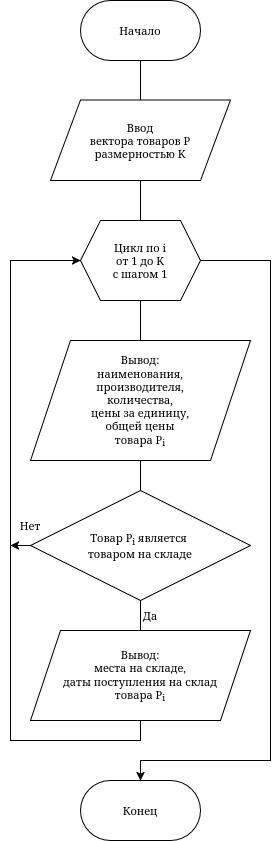 Начало
Ввод
вектора товаров P
размерностью K
Цикл по i
от 1 до K
с шагом 1
Вывод:
наименования,
производителя,
количества,
цены за единицу,
общей цены
товара Pi
Нет
Товар Pi является
товаром на складе
Да
Вывод:
места на складе,
даты поступления на склад
товара Pi
Конец